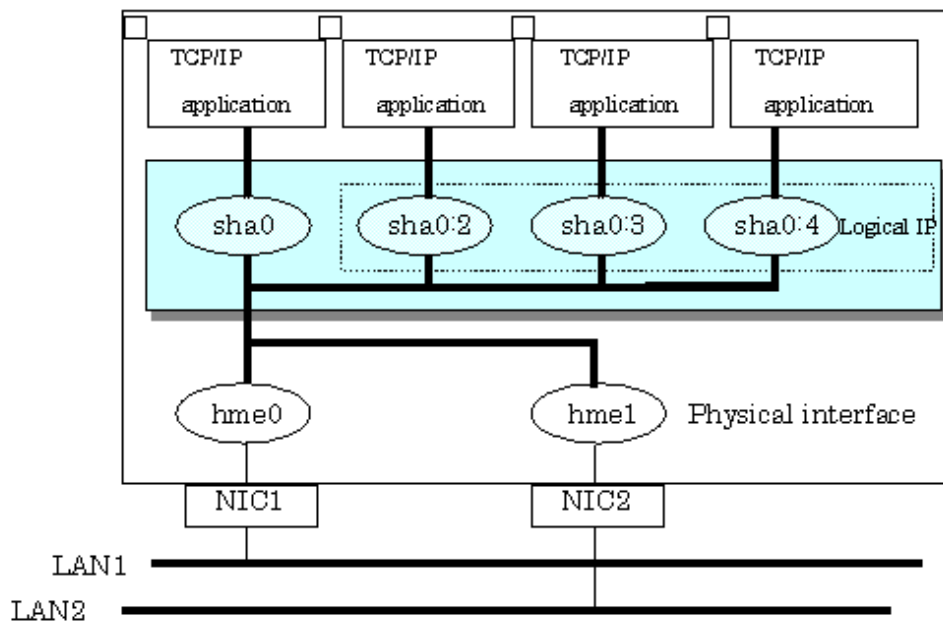 TCP/IP TCP/IP TCP/IP TCP/IP
application application application application
sha0 sha0:2 sha0:3 sha0:4 Logical IP
hme0 hme1 Physical interface
NIC1 NIC2
LAN1
LAN2